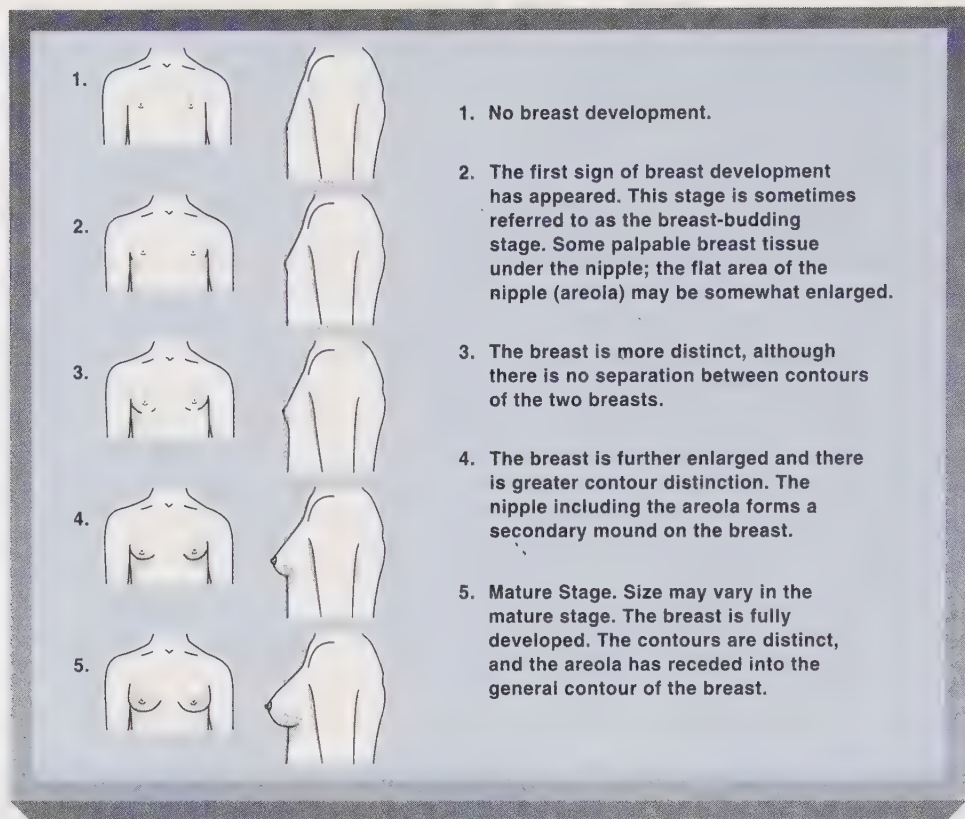 1.
2.
3.
4.
5.
1. No breast development.
2. The first sign of breast development
has appeared. This stage is sometimes
referred to as the breast-budding
stage. Some palpable breast tissue
under the nipple; the flat area of the
nipple (areola) may be somewhat enlarged.
3. The breast is more distinct, although
there is no separation between contours
of the two breasts.
4. The breast is further enlarged and there
is greater contour distinction. The
nipple including the areola forms a
secondary mound on the breast.
5. Mature Stage. Size may vary in the
mature stage. The breast is fully
developed. The contours are distinct,
and the areola has receded into the
general contour of the breast.